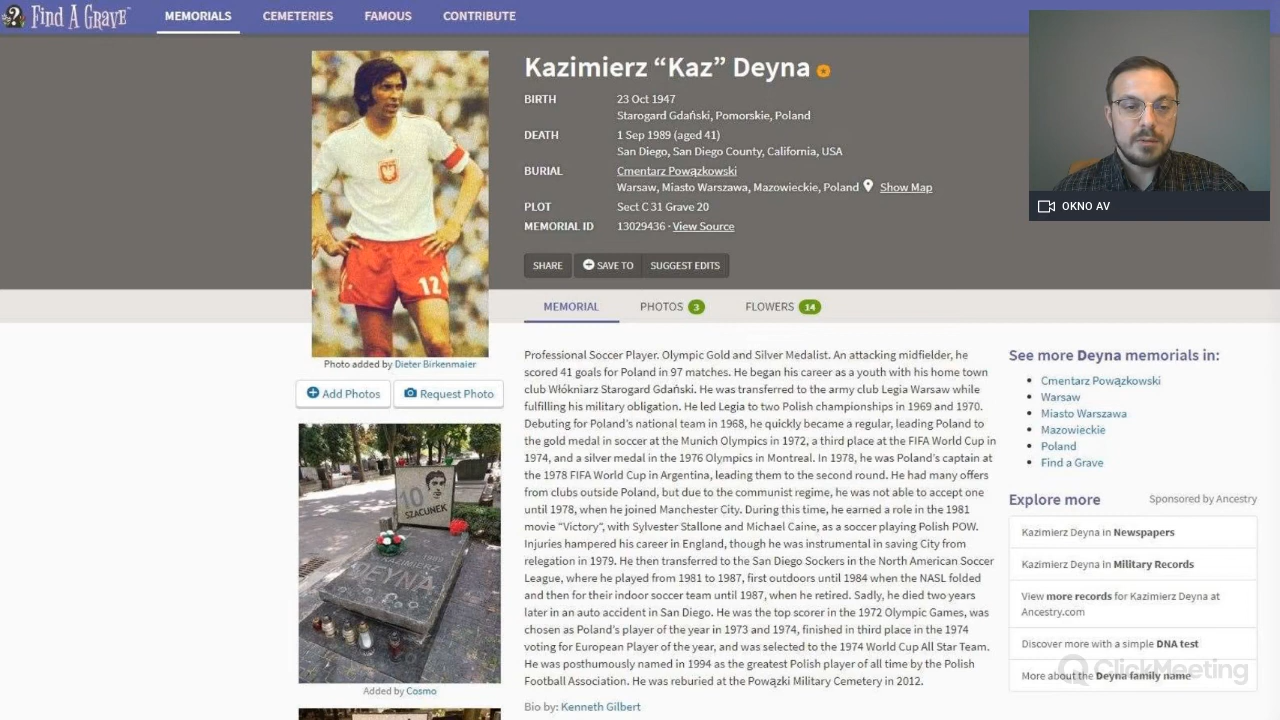 FIND A GRAVE
MEMORIALS
CEMETERIES
FAMOUS
CONTRIBUTE
Kazimierz “Kaz” Deyna
BIRTH 23 Oct 1947
Starogard Gdański, Pomorskie, Poland
DEATH 1 Sep 1989 (aged 41)
San Diego, San Diego County, California, USA
BURIAL Cmentarz Powązkowski
Warsaw, Miasto Warszawa, Mazowieckie, Poland Show Map
PLOT Sect C 31 Grave 20
MEMORIAL ID 13029436 · View Source
SHARE
SAVE TO
SUGGEST EDITS
OKNO AV
12
Photo added by Dieter Birkenmaier
Add Photos
Request Photo
10
SZACUNEK
KAZIMIERZ
DEYNA
Added by Cosmo
MEMORIAL
PHOTOS 3
FLOWERS 14
Professional Soccer Player. Olympic Gold and Silver Medalist. An attacking midfielder, he
scored 41 goals for Poland in 97 matches. He began his career as a youth with his home town
club Włókniarz Starogard Gdański. He was transferred to the army club Legia Warsaw while
fulfilling his military obligation. He led Legia to two Polish championships in 1969 and 1970.
Debuting for Poland's national team in 1968, he quickly became a regular, leading Poland to
the gold medal in soccer at the Munich Olympics in 1972, a third place at the FIFA World Cup in
1974, and a silver medal in the 1976 Olympics in Montreal. In 1978, he was Poland's captain at
the 1978 FIFA World Cup in Argentina, leading them to the second round. He had many offers
from clubs outside Poland, but due to the communist regime, he was not able to accept one
until 1978, when he joined Manchester City. During this time, he earned a role in the 1981
movie “Victory”, with Sylvester Stallone and Michael Caine, as a soccer playing Polish POW.
Injuries hampered his career in England, though he was instrumental in saving City from
relegation in 1979. He then transferred to the San Diego Sockers in the North American Soccer
League, where he played from 1981 to 1987, first outdoors until 1984 when the NASL folded
and then for their indoor soccer team until 1987, when he retired. Sadly, he died two years
later in an auto accident in San Diego. He was the top scorer in the 1972 Olympic Games, was
chosen as Poland's player of the year in 1973 and 1974, finished in third place in the 1974
voting for European Player of the year, and was selected to the 1974 World Cup All Star Team.
He was posthumously named in 1994 as the greatest Polish player of all time by the Polish
Football Association. He was reburied at the Powązki Military Cemetery in 2012.
Bio by: Kenneth Gilbert
See more Deyna memorials in:
Cmentarz Powązkowski
Warsaw
Miasto Warszawa
Mazowieckie
Poland
Find a Grave
Explore more
Sponsored by Ancestry
Kazimierz Deyna in Newspapers
Kazimierz Deyna in Military Records
View more records for Kazimierz Deyna at
Ancestry.com
Discover more with a simple DNA test
More about the Deyna family name
ClickMeeting